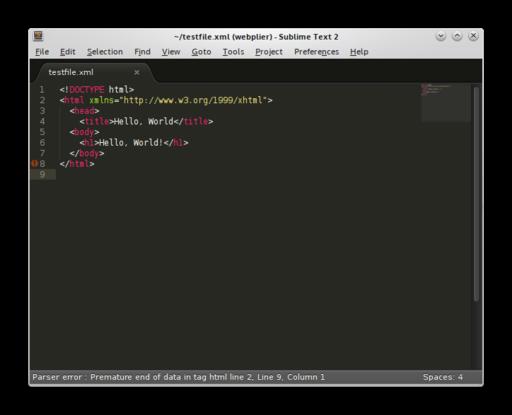 ~/testfile.xml (webplier) - Sublime Text 2
File Edit Selection Find View Goto Tools Project Preferences Help
testfile.xml ×
1 <!DOCTYPE html>
2 <html xmlns="http://www.w3.org/1999/xhtml">
3 <head>
4 <title>Hello, World</title>
5 <body>
6 <h1>Hello, World!</h1>
7 </body>
8 </html>
9
Parser error : Premature end of data in tag html line 2, Line 9, Column 1 Spaces: 4